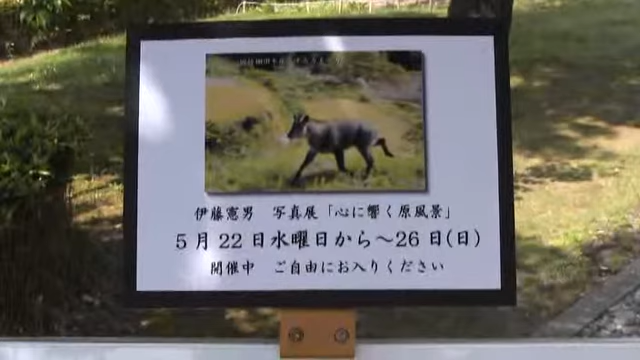 伊藤憲男　写真展「心に響く原風景」
５月２２日水曜日から～26日(日)
開催中　ご自由にお入りください